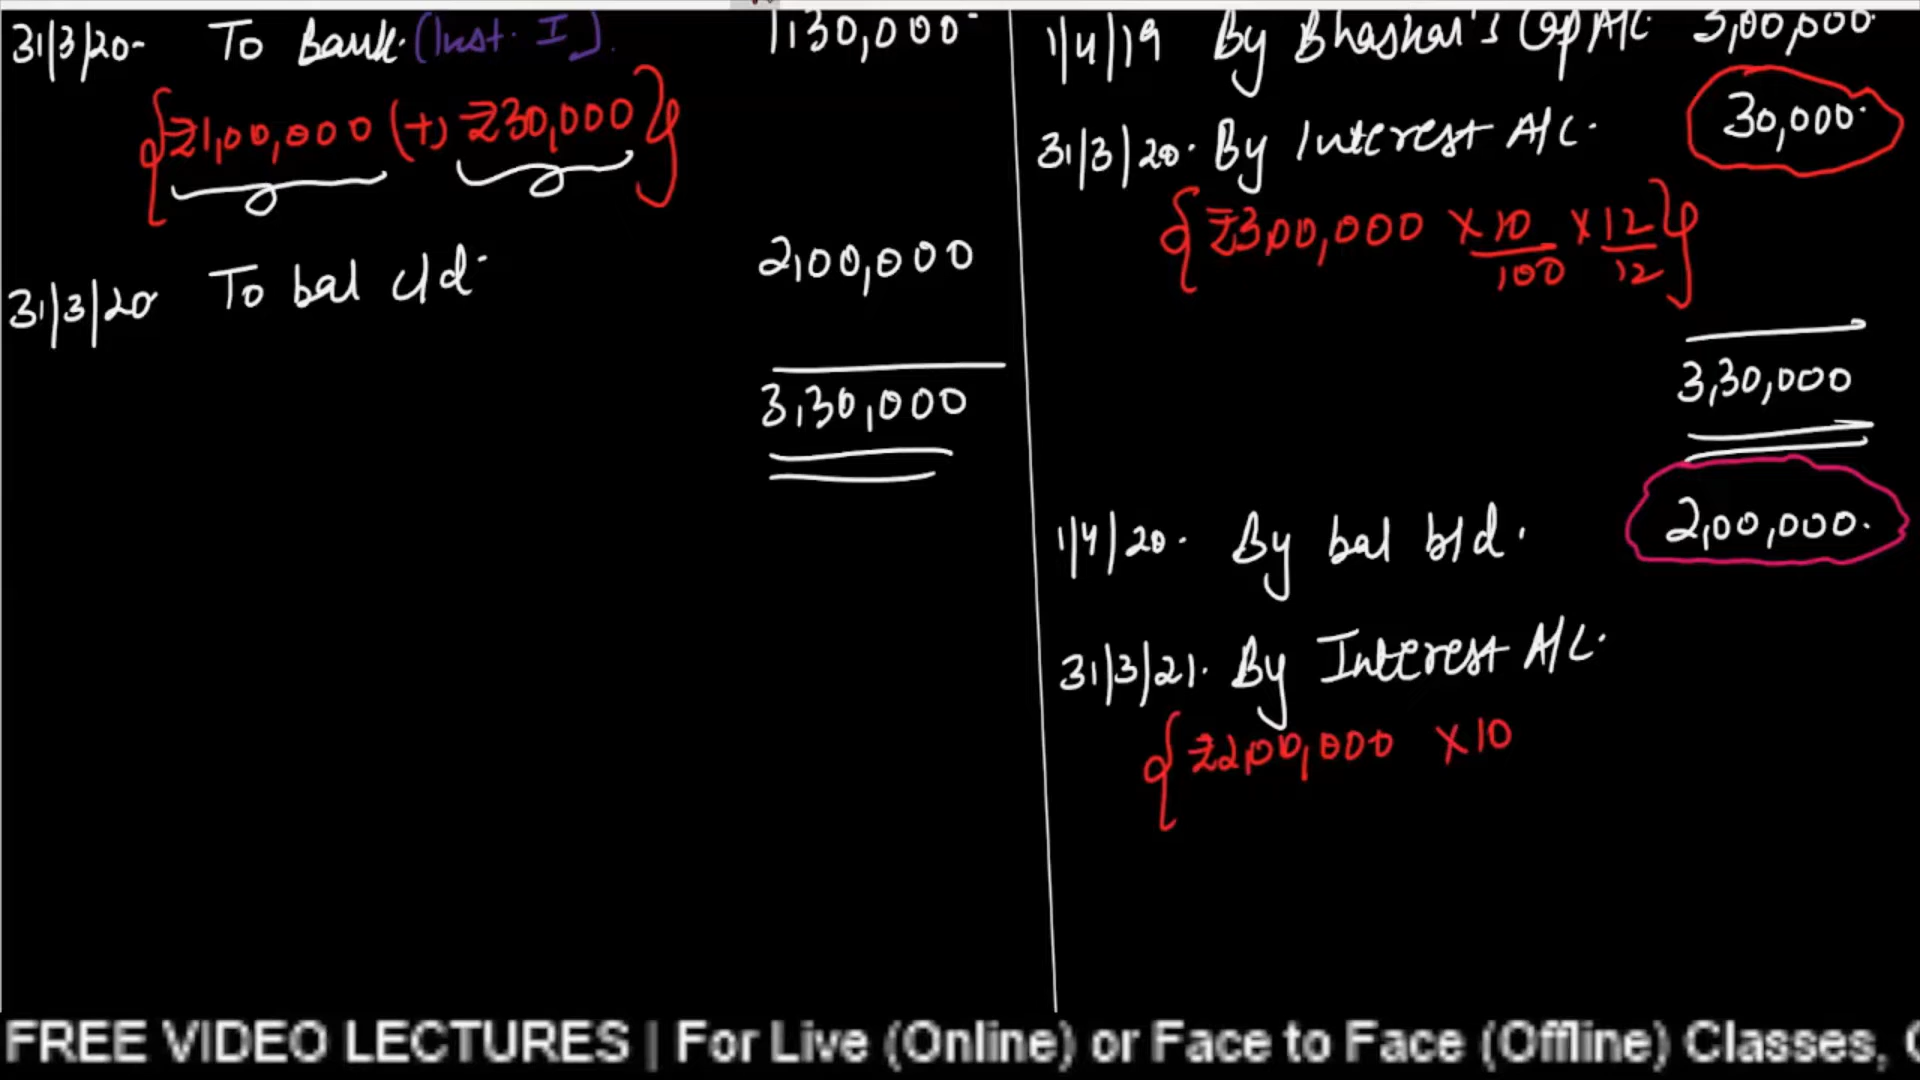 31/3/20 To Bank (Inst. I). 1,30,000
{₹1,00,000 (+) ₹30,000}
31/3/20 To bal c/d 2,00,000
3,30,000
1/4/19 By Bhaskar's Cap A/c 3,00,000
31/3/20. By Interest A/c. 30,000
{₹3,00,000 × 10/100 × 12/12}
3,30,000
1/4/20. By bal b/d. 2,00,000.
31/3/21. By Interest A/c.
{₹2,00,000 × 10
FREE VIDEO LECTURES | For Live (Online) or Face to Face (Offline) Classes,